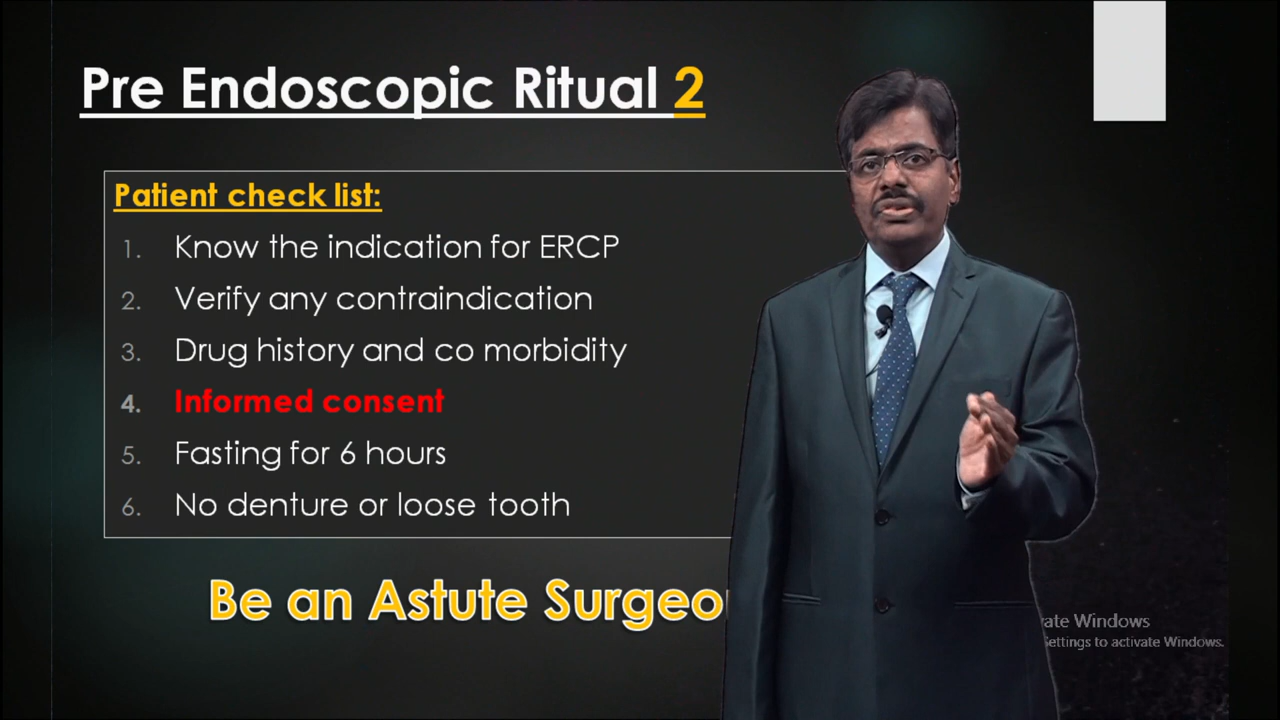 Pre Endoscopic Ritual 2
Patient check list:
1. Know the indication for ERCP
2. Verify any contraindication
3. Drug history and co morbidity
4. Informed consent
5. Fasting for 6 hours
6. No denture or loose tooth
Be an Astute Surgeo
vate Windows
Settings to activate Windows.